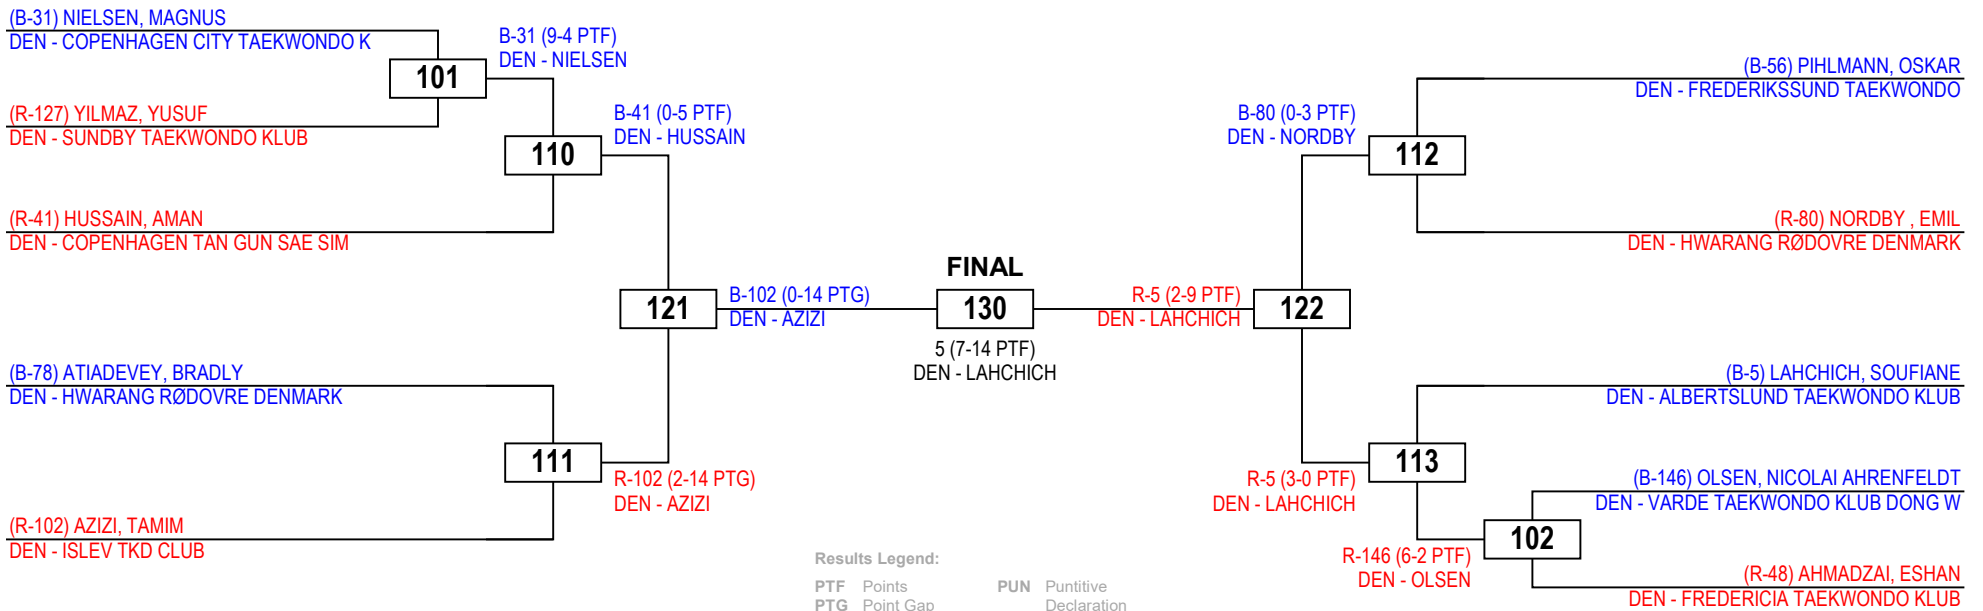 (B-31) NIELSEN, MAGNUS
DEN - COPENHAGEN CITY TAEKWONDO K
101
B-31 (9-4 PTF)
DEN - NIELSEN
(R-127) YILMAZ, YUSUF
DEN - SUNDBY TAEKWONDO KLUB
110
B-41 (0-5 PTF)
DEN - HUSSAIN
(R-41) HUSSAIN, AMAN
DEN - COPENHAGEN TAN GUN SAE SIM
121
B-102 (0-14 PTG)
DEN - AZIZI
(B-78) ATIADEVEY, BRADLY
DEN - HWARANG RØDOVRE DENMARK
111
R-102 (2-14 PTG)
DEN - AZIZI
(R-102) AZIZI, TAMIM
DEN - ISLEV TKD CLUB
FINAL
130
5 (7-14 PTF)
DEN - LAHCHICH
(B-56) PIHLMANN, OSKAR
DEN - FREDERIKSSUND TAEKWONDO
B-80 (0-3 PTF)
DEN - NORDBY
112
(R-80) NORDBY , EMIL
DEN - HWARANG RØDOVRE DENMARK
R-5 (2-9 PTF)
DEN - LAHCHICH
122
(B-5) LAHCHICH, SOUFIANE
DEN - ALBERTSLUND TAEKWONDO KLUB
113
R-5 (3-0 PTF)
DEN - LAHCHICH
(B-146) OLSEN, NICOLAI AHRENFELDT
DEN - VARDE TAEKWONDO KLUB DONG W
102
R-146 (6-2 PTF)
DEN - OLSEN
(R-48) AHMADZAI, ESHAN
DEN - FREDERICIA TAEKWONDO KLUB
Results Legend:
PTF Points PUN Puntitive
PTG Point Gap Declaration